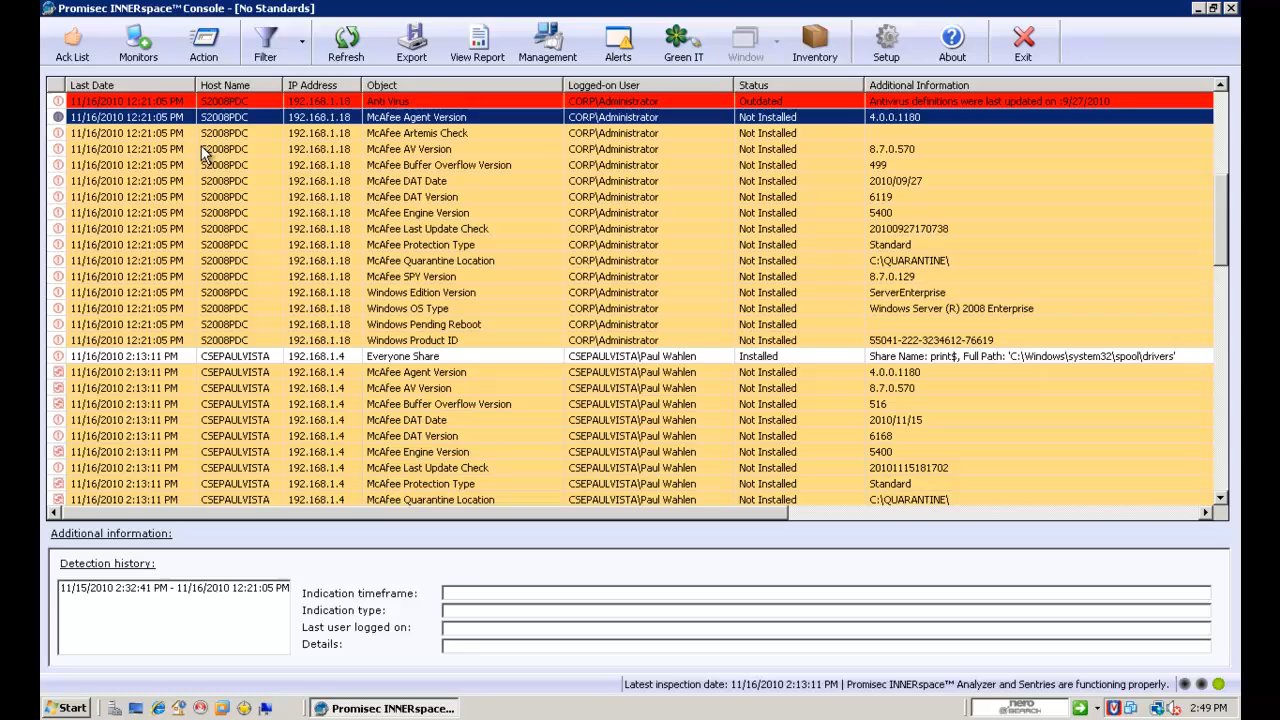 Promisec INNERspace™ Console - [No Standards]
Ack List Monitors Action Filter Refresh Export View Report Management Alerts Green IT Window Inventory Setup About Exit
Last Date Host Name IP Address Object Logged-on User Status Additional Information
11/16/2010 12:21:05 PM S2008PDC 192.168.1.18 Anti Virus CORP\Administrator Outdated Antivirus definitions were last updated on :9/27/2010
11/16/2010 12:21:05 PM S2008PDC 192.168.1.18 McAfee Agent Version CORP\Administrator Not Installed 4.0.0.1180
11/16/2010 12:21:05 PM S2008PDC 192.168.1.18 McAfee Artemis Check CORP\Administrator Not Installed
11/16/2010 12:21:05 PM S2008PDC 192.168.1.18 McAfee AV Version CORP\Administrator Not Installed 8.7.0.570
11/16/2010 12:21:05 PM S2008PDC 192.168.1.18 McAfee Buffer Overflow Version CORP\Administrator Not Installed 499
11/16/2010 12:21:05 PM S2008PDC 192.168.1.18 McAfee DAT Date CORP\Administrator Not Installed 2010/09/27
11/16/2010 12:21:05 PM S2008PDC 192.168.1.18 McAfee DAT Version CORP\Administrator Not Installed 6119
11/16/2010 12:21:05 PM S2008PDC 192.168.1.18 McAfee Engine Version CORP\Administrator Not Installed 5400
11/16/2010 12:21:05 PM S2008PDC 192.168.1.18 McAfee Last Update Check CORP\Administrator Not Installed 20100927170738
11/16/2010 12:21:05 PM S2008PDC 192.168.1.18 McAfee Protection Type CORP\Administrator Not Installed Standard
11/16/2010 12:21:05 PM S2008PDC 192.168.1.18 McAfee Quarantine Location CORP\Administrator Not Installed C:\QUARANTINE\
11/16/2010 12:21:05 PM S2008PDC 192.168.1.18 McAfee SPY Version CORP\Administrator Not Installed 8.7.0.129
11/16/2010 12:21:05 PM S2008PDC 192.168.1.18 Windows Edition Version CORP\Administrator Not Installed ServerEnterprise
11/16/2010 12:21:05 PM S2008PDC 192.168.1.18 Windows OS Type CORP\Administrator Not Installed Windows Server (R) 2008 Enterprise
11/16/2010 12:21:05 PM S2008PDC 192.168.1.18 Windows Pending Reboot CORP\Administrator Not Installed
11/16/2010 12:21:05 PM S2008PDC 192.168.1.18 Windows Product ID CORP\Administrator Not Installed 55041-222-3234612-76619
11/16/2010 2:13:11 PM CSEPAULVISTA 192.168.1.4 Everyone Share CSEPAULVISTA\Paul Wahlen Installed Share Name: print$, Full Path: 'C:\Windows\system32\spool\drivers'
11/16/2010 2:13:11 PM CSEPAULVISTA 192.168.1.4 McAfee Agent Version CSEPAULVISTA\Paul Wahlen Not Installed 4.0.0.1180
11/16/2010 2:13:11 PM CSEPAULVISTA 192.168.1.4 McAfee AV Version CSEPAULVISTA\Paul Wahlen Not Installed 8.7.0.570
11/16/2010 2:13:11 PM CSEPAULVISTA 192.168.1.4 McAfee Buffer Overflow Version CSEPAULVISTA\Paul Wahlen Not Installed 516
11/16/2010 2:13:11 PM CSEPAULVISTA 192.168.1.4 McAfee DAT Date CSEPAULVISTA\Paul Wahlen Not Installed 2010/11/15
11/16/2010 2:13:11 PM CSEPAULVISTA 192.168.1.4 McAfee DAT Version CSEPAULVISTA\Paul Wahlen Not Installed 6168
11/16/2010 2:13:11 PM CSEPAULVISTA 192.168.1.4 McAfee Engine Version CSEPAULVISTA\Paul Wahlen Not Installed 5400
11/16/2010 2:13:11 PM CSEPAULVISTA 192.168.1.4 McAfee Last Update Check CSEPAULVISTA\Paul Wahlen Not Installed 20101115181702
11/16/2010 2:13:11 PM CSEPAULVISTA 192.168.1.4 McAfee Protection Type CSEPAULVISTA\Paul Wahlen Not Installed Standard
11/16/2010 2:13:11 PM CSEPAULVISTA 192.168.1.4 McAfee Quarantine Location CSEPAULVISTA\Paul Wahlen Not Installed C:\QUARANTINE\
Additional information:
Detection history:
11/15/2010 2:32:41 PM - 11/16/2010 12:21:05 PM
Indication timeframe:
Indication type:
Last user logged on:
Details:
Latest inspection date: 11/16/2010 2:13:11 PM | Promisec INNERspace™ Analyzer and Sentries are functioning properly.
Start Promisec INNERspace... nero SEARCH 2:49 PM